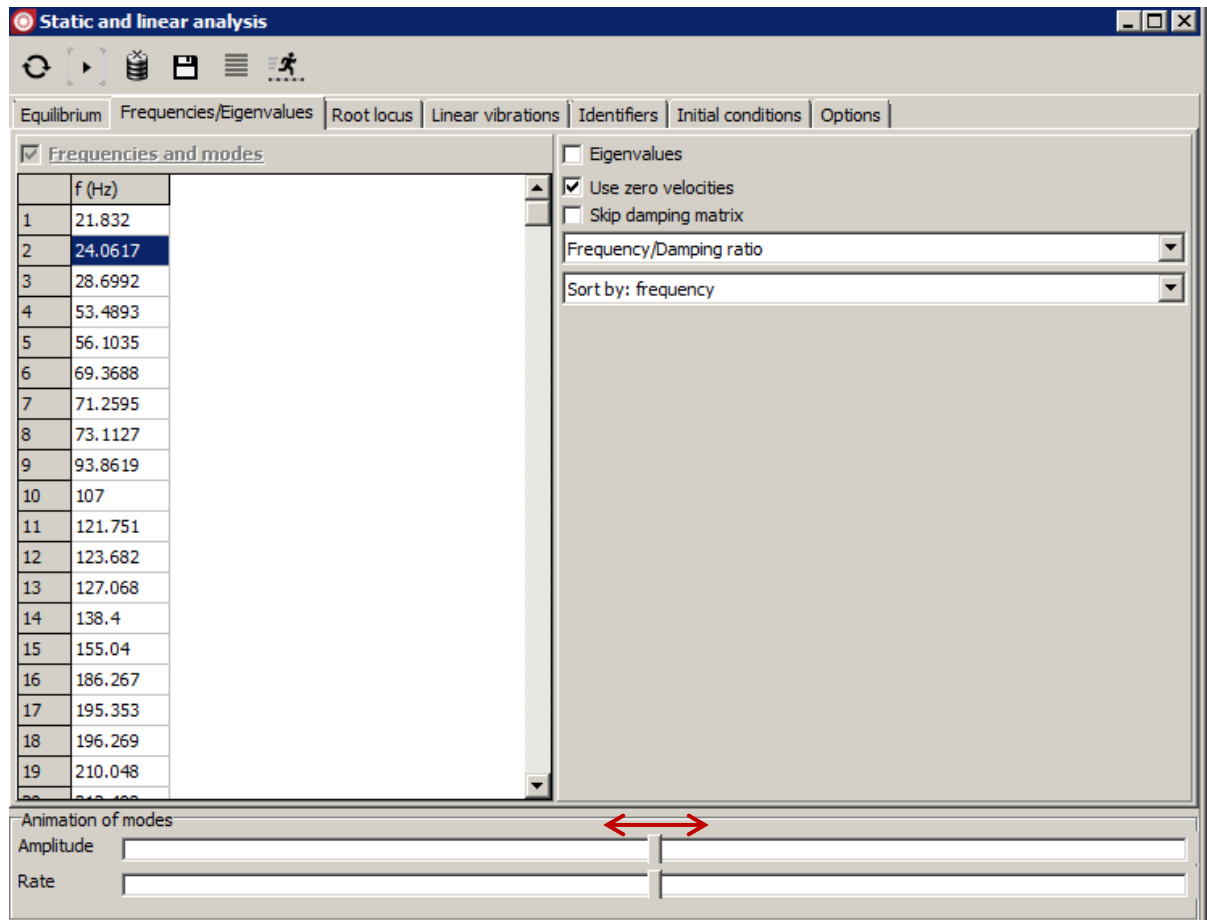 Static and linear analysis
Equilibrium Frequencies/Eigenvalues Root locus Linear vibrations Identifiers Initial conditions Options
Frequencies and modes
f (Hz)
1 21.832
2 24.0617
3 28.6992
4 53.4893
5 56.1035
6 69.3688
7 71.2595
8 73.1127
9 93.8619
10 107
11 121.751
12 123.682
13 127.068
14 138.4
15 155.04
16 186.267
17 195.353
18 196.269
19 210.048
Eigenvalues
Use zero velocities
Skip damping matrix
Frequency/Damping ratio
Sort by: frequency
Animation of modes
Amplitude
Rate